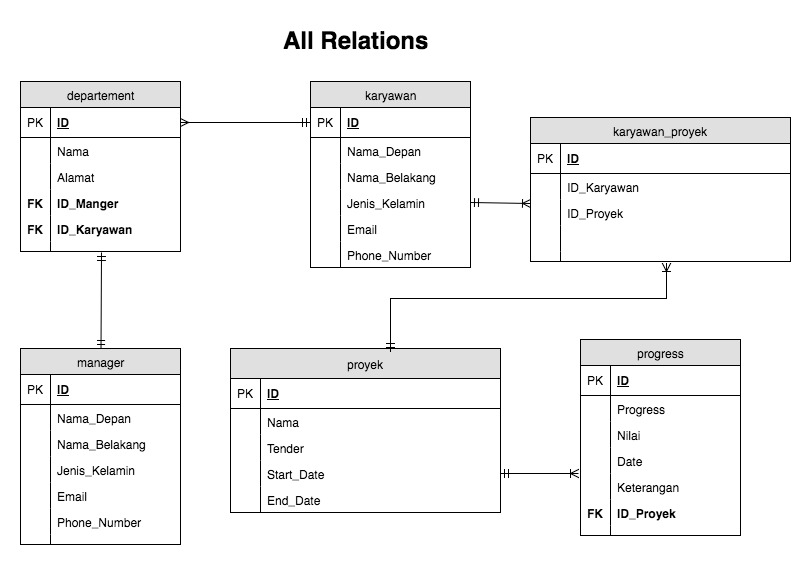 All Relations
departement
PK ID
Nama
Alamat
FK ID_Manger
FK ID_Karyawan
karyawan
PK ID
Nama_Depan
Nama_Belakang
Jenis_Kelamin
Email
Phone_Number
karyawan_proyek
PK ID
ID_Karyawan
ID_Proyek
manager
PK ID
Nama_Depan
Nama_Belakang
Jenis_Kelamin
Email
Phone_Number
proyek
PK ID
Nama
Tender
Start_Date
End_Date
progress
PK ID
Progress
Nilai
Date
Keterangan
FK ID_Proyek